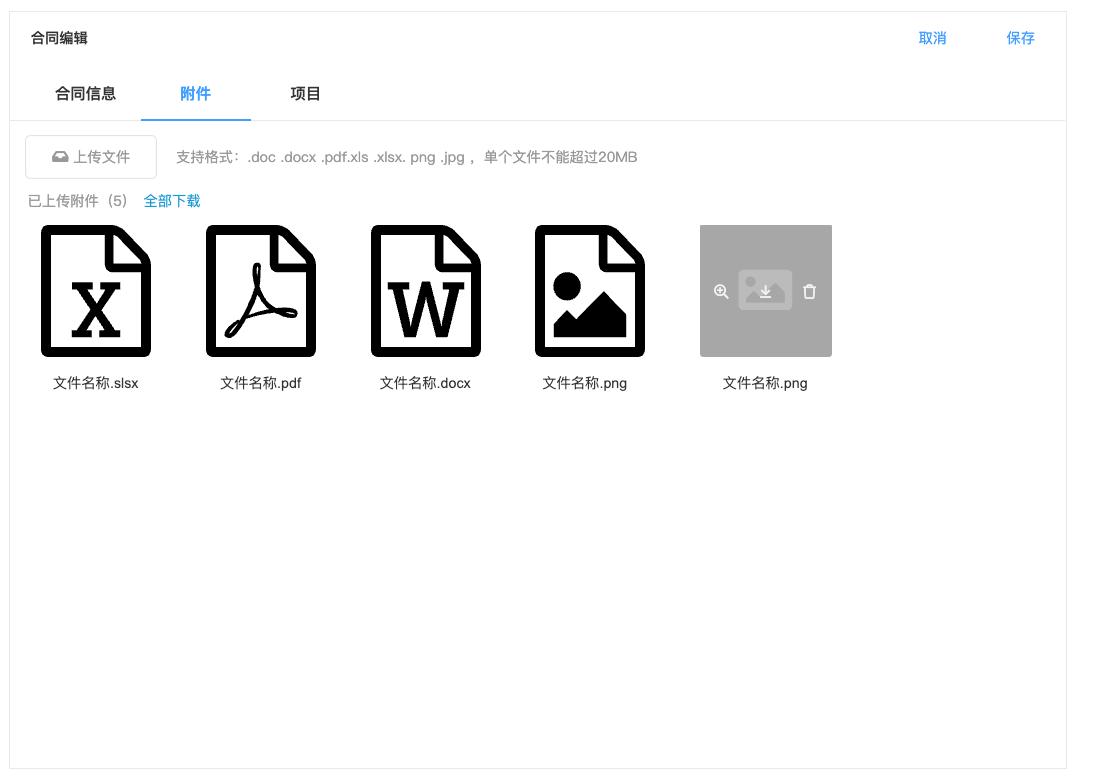 合同编辑 取消 保存
合同信息 附件 项目
上传文件 支持格式：.doc .docx .pdf.xls .xlsx. png .jpg ，单个文件不能超过20MB
已上传附件（5） 全部下载
X W
文件名称.slsx 文件名称.pdf 文件名称.docx 文件名称.png 文件名称.png